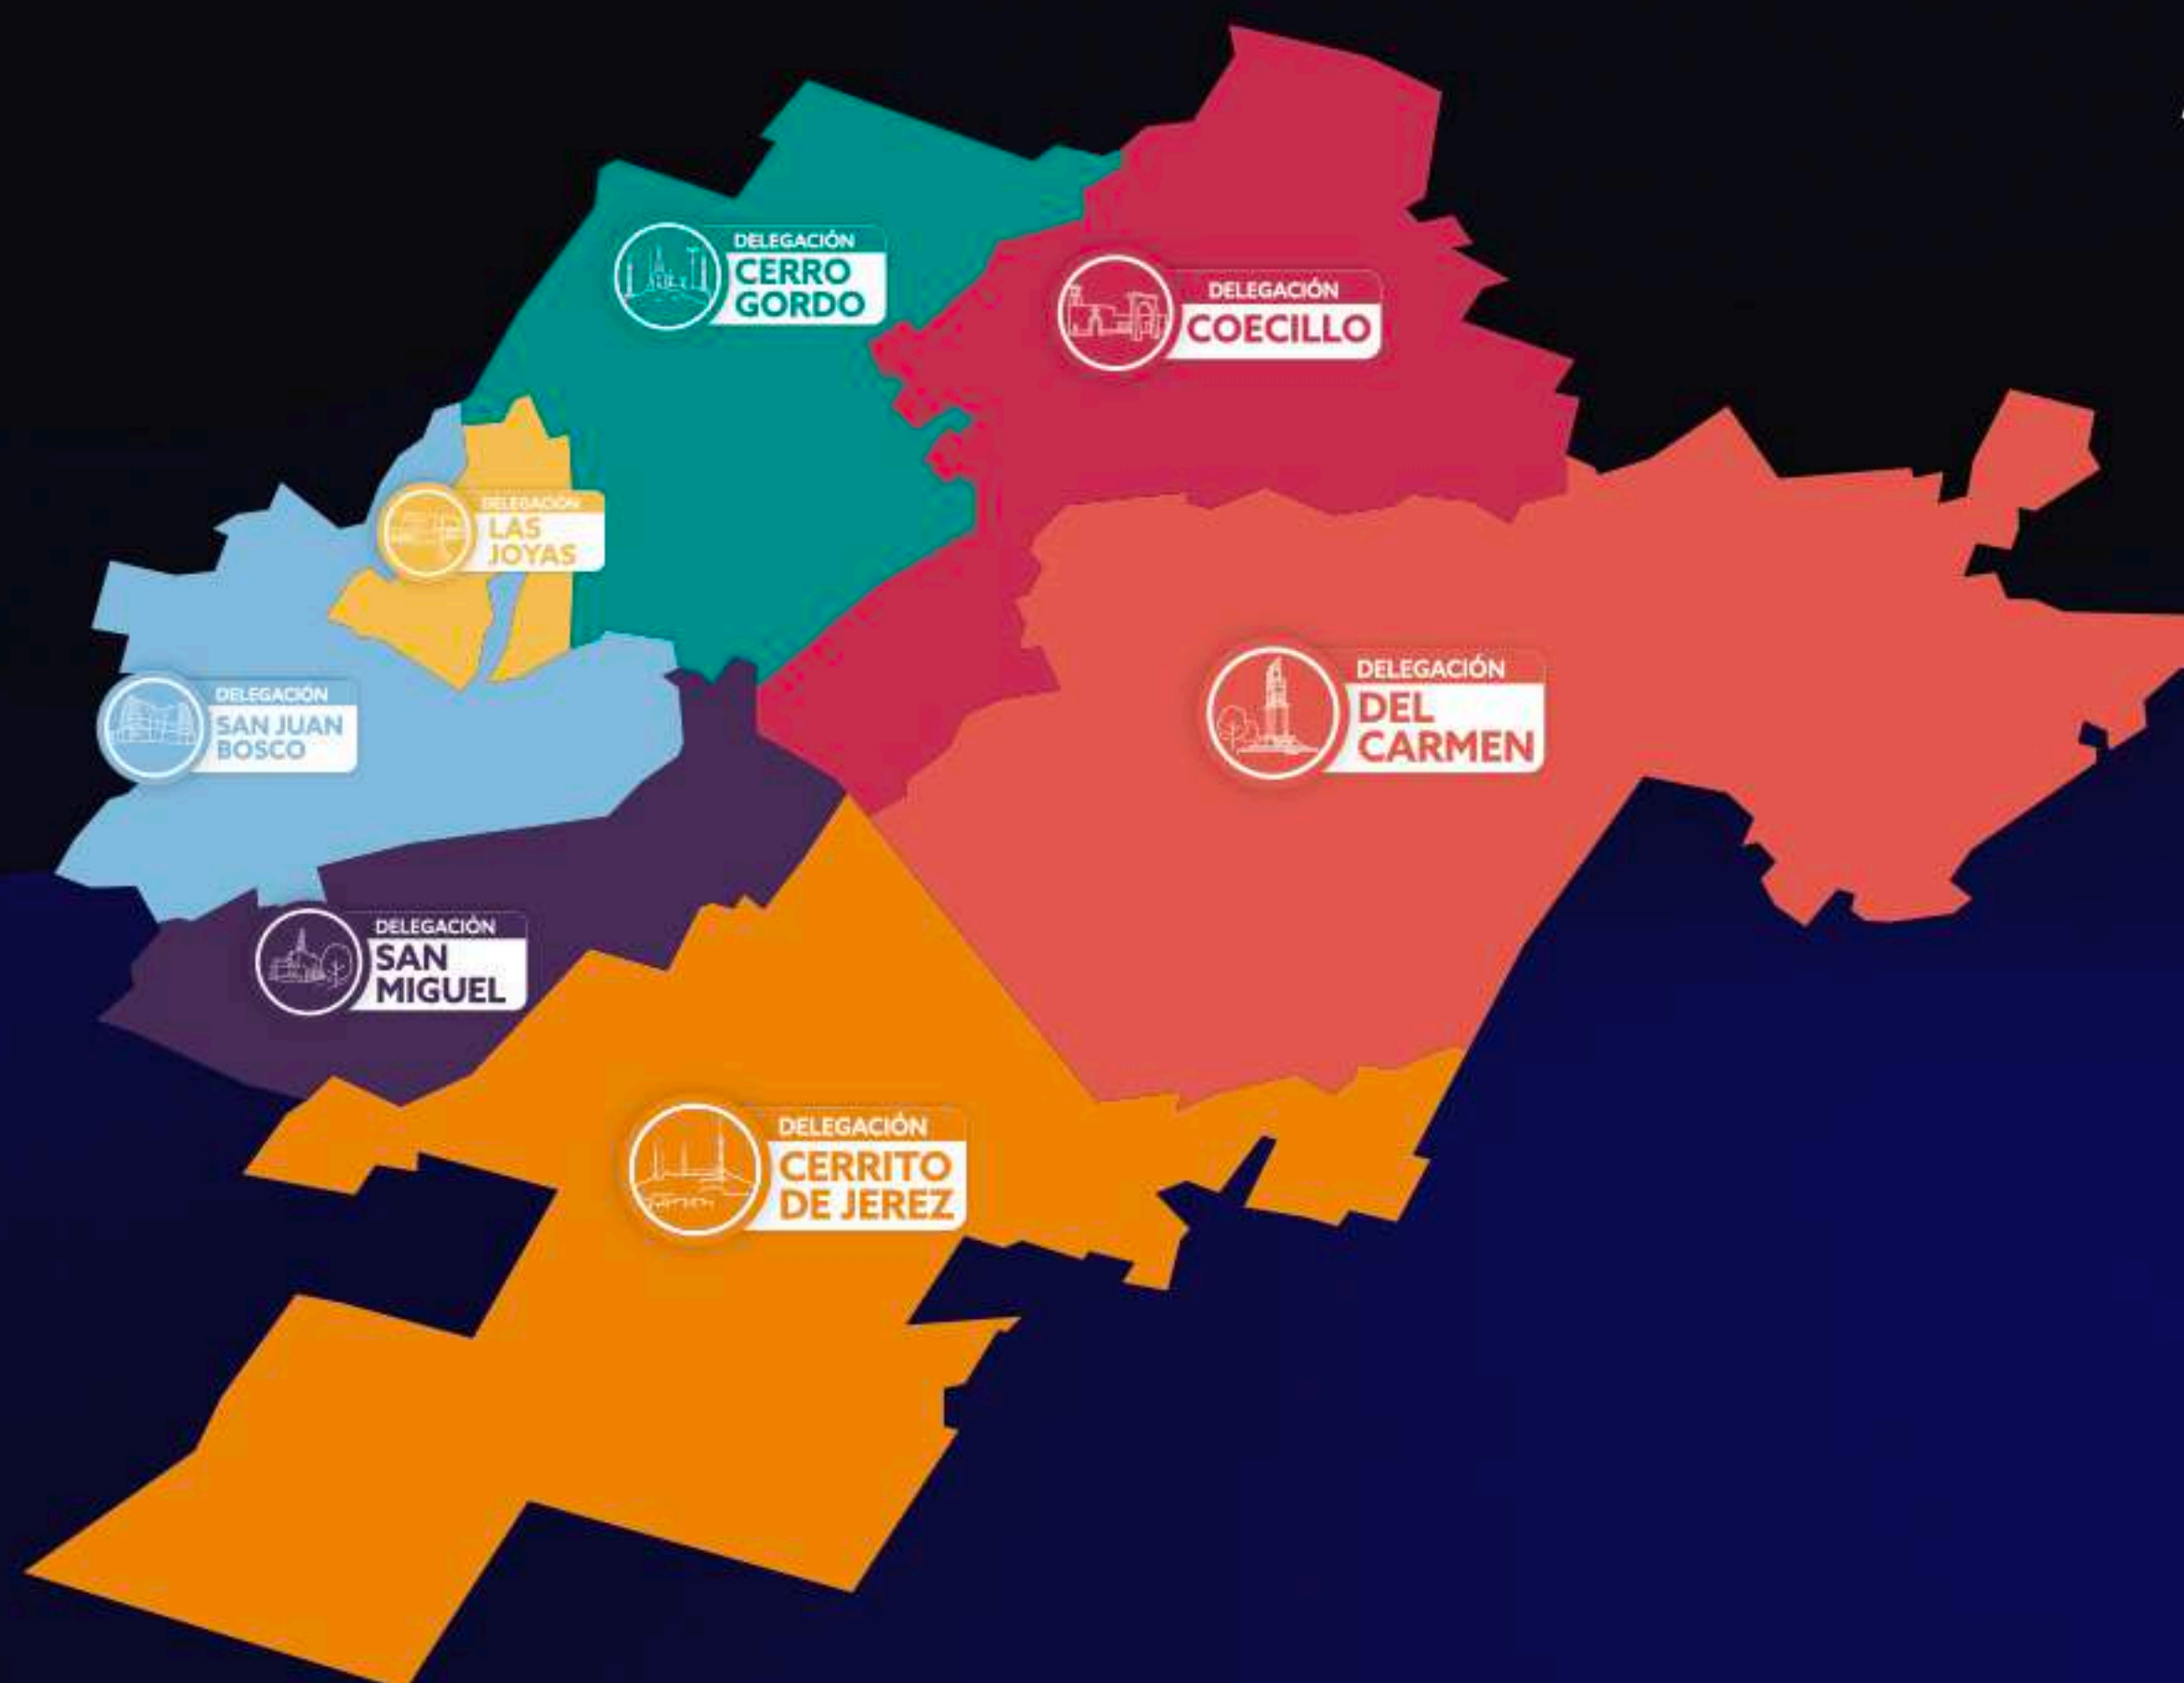 DELEGACIÓN
CERRO
GORDO
DELEGACIÓN
COECILLO
DELEGACIÓN
LAS
JOYAS
DELEGACIÓN
SAN JUAN
BOSCO
DELEGACIÓN
DEL
CARMEN
DELEGACIÓN
SAN
MIGUEL
DELEGACIÓN
CERRITO
DE JEREZ